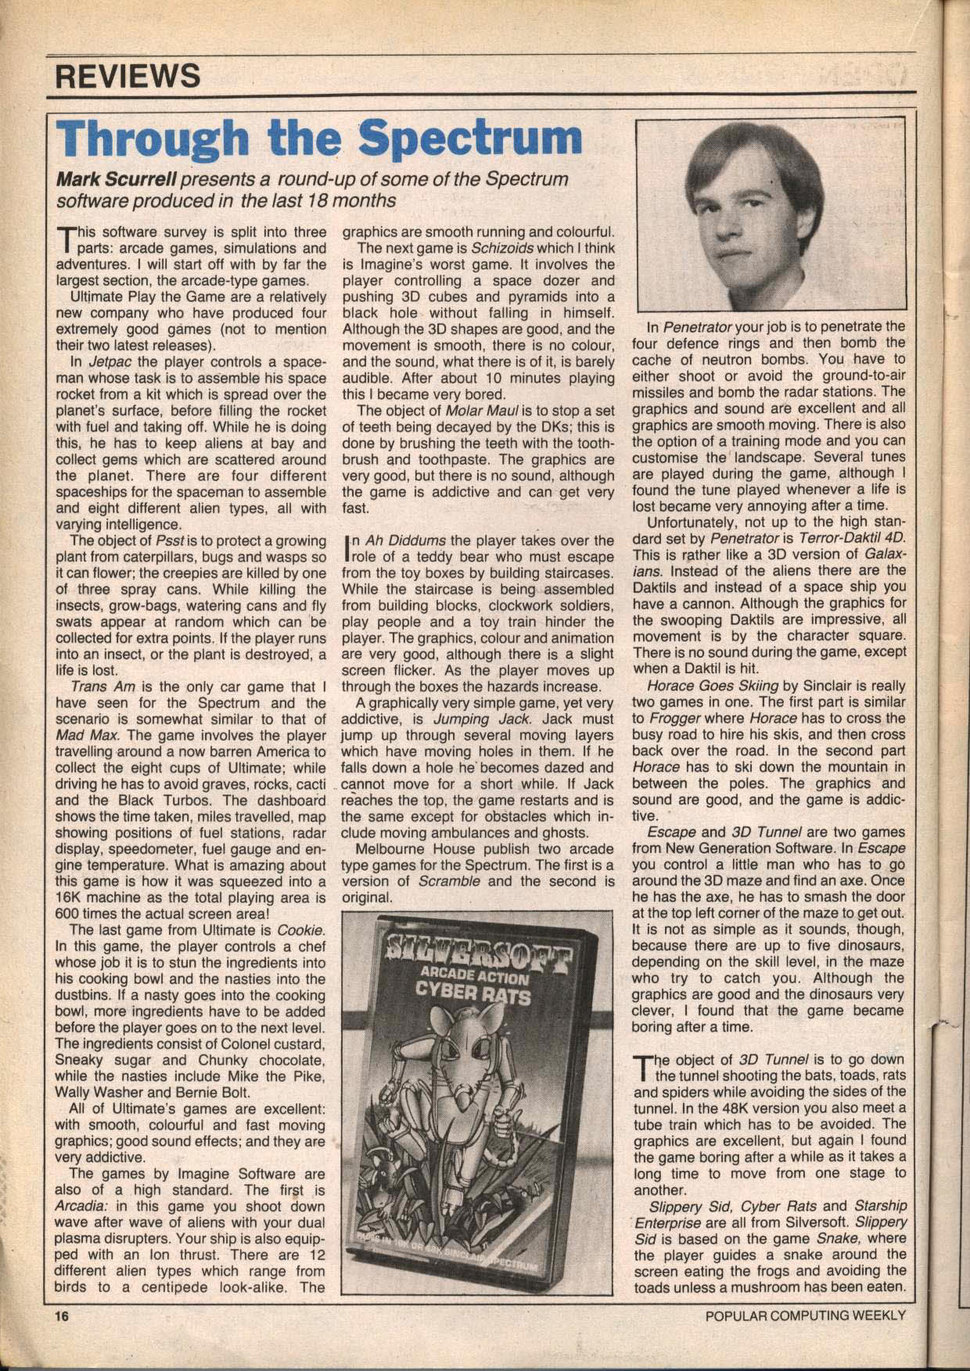 REVIEWS
Through the Spectrum
Mark Scurrell presents a round-up of some of the Spectrum
software produced in the last 18 months
This software survey is split into three
parts: arcade games, simulations and
adventures. I will start off with by far the
largest section, the arcade-type games.
Ultimate Play the Game are a relatively
new company who have produced four
extremely good games (not to mention
their two latest releases).
In Jetpac the player controls a space-
man whose task is to assemble his space
rocket from a kit which is spread over the
planet's surface, before filling the rocket
with fuel and taking off. While he is doing
this, he has to keep aliens at bay and
collect gems which are scattered around
the planet. There are four different
spaceships for the spaceman to assemble
and eight different alien types, all with
varying intelligence.
The object of Psst is to protect a growing
plant from caterpillars, bugs and wasps so
it can flower; the creepies are killed by one
of three spray cans. While killing the
insects, grow-bags, watering cans and fly
swats appear at random which can be
collected for extra points. If the player runs
into an insect, or the plant is destroyed, a
life is lost.
Trans Am is the only car game that I
have seen for the Spectrum and the
scenario is somewhat similar to that of
Mad Max. The game involves the player
travelling around a now barren America to
collect the eight cups of Ultimate; while
driving he has to avoid graves, rocks, cacti
and the Black Turbos. The dashboard
shows the time taken, miles travelled, map
showing positions of fuel stations, radar
display, speedometer, fuel gauge and en-
gine temperature. What is amazing about
this game is how it was squeezed into a
16K machine as the total playing area is
600 times the actual screen area!
The last game from Ultimate is Cookie.
In this game, the player controls a chef
whose job it is to stun the ingredients into
his cooking bowl and the nasties into the
dustbins. If a nasty goes into the cooking
bowl, more ingredients have to be added
before the player goes on to the next level.
The ingredients consist of Colonel custard,
Sneaky sugar and Chunky chocolate,
while the nasties include Mike the Pike,
Wally Washer and Bernie Bolt.
All of Ultimate's games are excellent:
with smooth, colourful and fast moving
graphics; good sound effects; and they are
very addictive.
The games by Imagine Software are
also of a high standard. The first is
Arcadia: in this game you shoot down
wave after wave of aliens with your dual
plasma disrupters. Your ship is also equip-
ped with an Ion thrust. There are 12
different alien types which range from
birds to a centipede look-alike. The
graphics are smooth running and colourful.
The next game is Schizoids which I think
is Imagine's worst game. It involves the
player controlling a space dozer and
pushing 3D cubes and pyramids into a
black hole without falling in himself.
Although the 3D shapes are good, and the
movement is smooth, there is no colour,
and the sound, what there is of it, is barely
audible. After about 10 minutes playing
this I became very bored.
The object of Molar Maul is to stop a set
of teeth being decayed by the DKs; this is
done by brushing the teeth with the tooth-
brush and toothpaste. The graphics are
very good, but there is no sound, although
the game is addictive and can get very
fast.
In Ah Diddums the player takes over the
role of a teddy bear who must escape
from the toy boxes by building staircases.
While the staircase is being assembled
from building blocks, clockwork soldiers,
play people and a toy train hinder the
player. The graphics, colour and animation
are very good, although there is a slight
screen flicker. As the player moves up
through the boxes the hazards increase.
A graphically very simple game, yet very
addictive, is Jumping Jack. Jack must
jump up through several moving layers
which have moving holes in them. If he
falls down a hole he becomes dazed and
cannot move for a short while. If Jack
reaches the top, the game restarts and is
the same except for obstacles which in-
clude moving ambulances and ghosts.
Melbourne House publish two arcade
type games for the Spectrum. The first is a
version of Scramble and the second is
original.
SILVERSOFT
ARCADE ACTION
CYBER RATS
OR 48K SINCLAIR SPECTRUM
In Penetrator your job is to penetrate the
four defence rings and then bomb the
cache of neutron bombs. You have to
either shoot or avoid the ground-to-air
missiles and bomb the radar stations. The
graphics and sound are excellent and all
graphics are smooth moving. There is also
the option of a training mode and you can
customise the landscape. Several tunes
are played during the game, although I
found the tune played whenever a life is
lost became very annoying after a time.
Unfortunately, not up to the high stan-
dard set by Penetrator is Terror-Daktil 4D.
This is rather like a 3D version of Galax-
ians. Instead of the aliens there are the
Daktils and instead of a space ship you
have a cannon. Although the graphics for
the swooping Daktils are impressive, all
movement is by the character square.
There is no sound during the game, except
when a Daktil is hit.
Horace Goes Skiing by Sinclair is really
two games in one. The first part is similar
to Frogger where Horace has to cross the
busy road to hire his skis, and then cross
back over the road. In the second part
Horace has to ski down the mountain in
between the poles. The graphics and
sound are good, and the game is addic-
tive.
Escape and 3D Tunnel are two games
from New Generation Software. In Escape
you control a little man who has to go
around the 3D maze and find an axe. Once
he has the axe, he has to smash the door
at the top left corner of the maze to get out.
It is not as simple as it sounds, though,
because there are up to five dinosaurs,
depending on the skill level, in the maze
who try to catch you. Although the
graphics are good and the dinosaurs very
clever, I found that the game became
boring after a time.
The object of 3D Tunnel is to go down
the tunnel shooting the bats, toads, rats
and spiders while avoiding the sides of the
tunnel. In the 48K version you also meet a
tube train which has to be avoided. The
graphics are excellent, but again I found
the game boring after a while as it takes a
long time to move from one stage to
another.
Slippery Sid, Cyber Rats and Starship
Enterprise are all from Silversoft. Slippery
Sid is based on the game Snake, where
the player guides a snake around the
screen eating the frogs and avoiding the
toads unless a mushroom has been eaten.
16
POPULAR COMPUTING WEEKLY